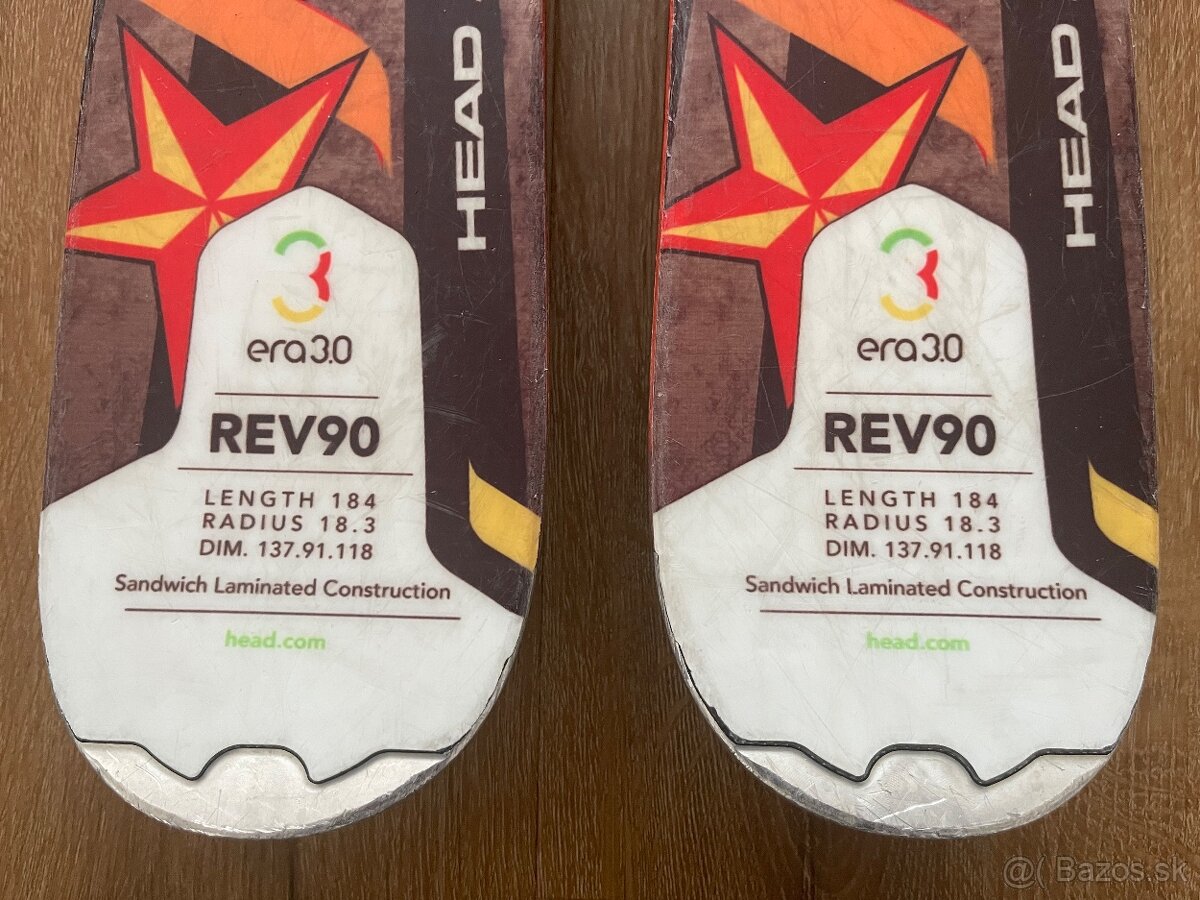 HEAD
3
era3.0
REV90
LENGTH 184
RADIUS 18.3
DIM. 137.91.118
Sandwich Laminated Construction
head.com
HEAD
3
era3.0
REV90
LENGTH 184
RADIUS 18.3
DIM. 137.91.118
Sandwich Laminated Construction
head.com
@( Bazos.sk